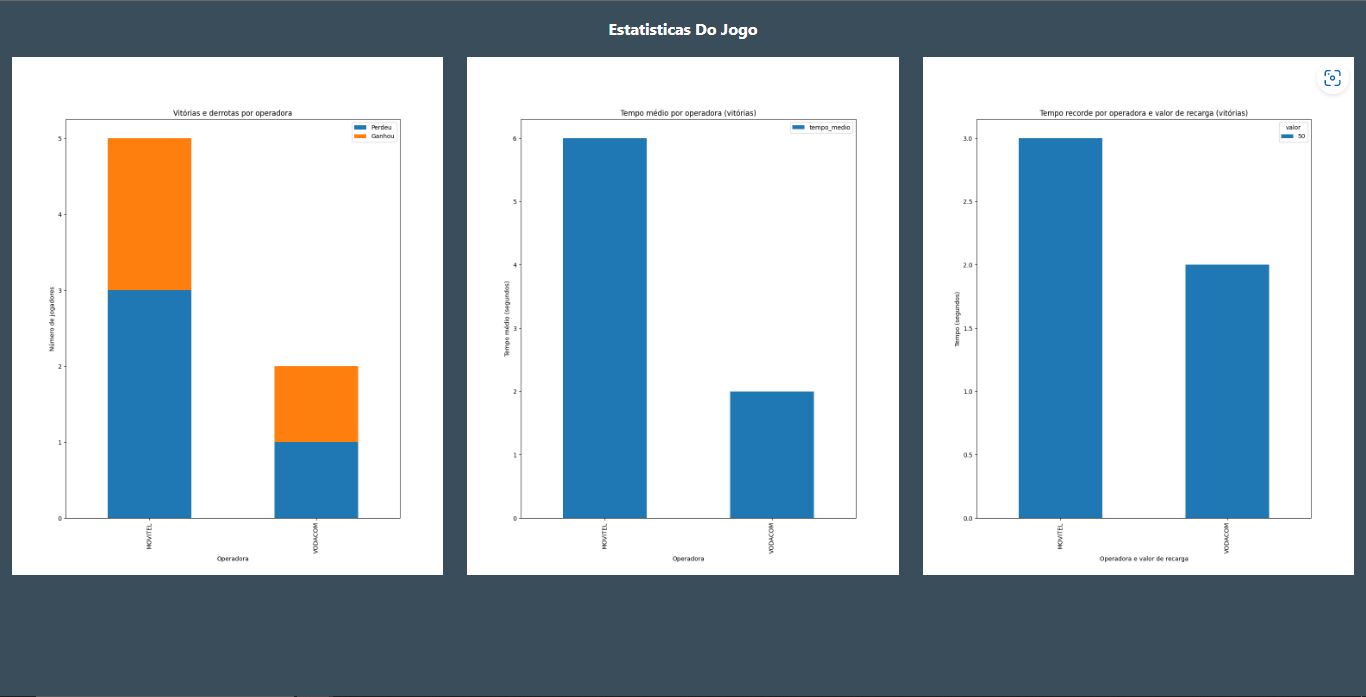 Estatisticas Do Jogo
Vitórias e derrotas por operadora
Perdeu
Ganhou
5
4
3
2
1
0
Número de jogadores
MOVITEL
VODACOM
Operadora
Tempo médio por operadora (vitórias)
tempo_medio
6
5
4
3
2
1
0
Tempo médio (segundos)
MOVITEL
VODACOM
Operadora
Tempo recorde por operadora e valor de recarga (vitórias)
valor
50
3.0
2.5
2.0
1.5
1.0
0.5
0.0
Tempo (segundos)
MOVITEL
VODACOM
Operadora e valor de recarga